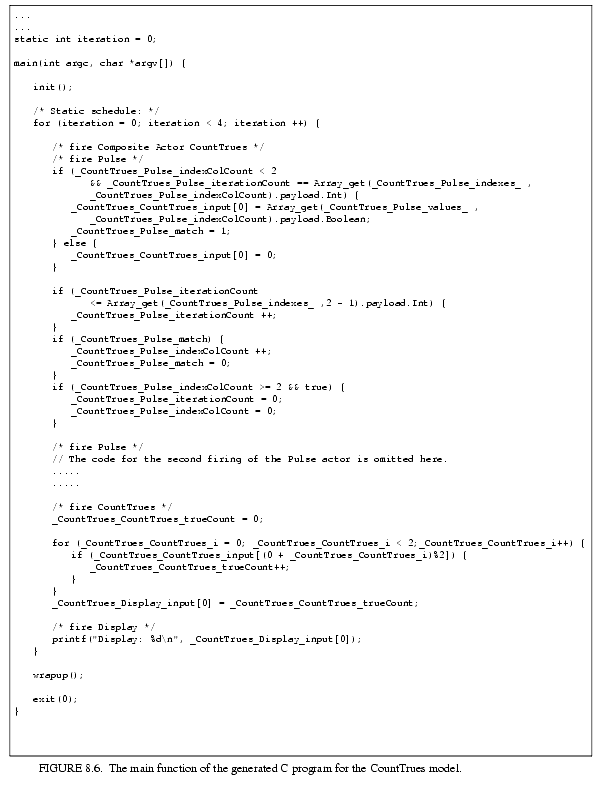 ...
...
static int iteration = 0;
main(int argc, char *argv[]) {
init();
/* Static schedule: */
for (iteration = 0; iteration < 4; iteration ++) {
/* fire Composite Actor CountTrues */
/* fire Pulse */
if (_CountTrues_Pulse_indexColCount < 2
&& _CountTrues_Pulse_iterationCount == Array_get(_CountTrues_Pulse_indexes_ ,
_CountTrues_Pulse_indexColCount).payload.Int) {
_CountTrues_CountTrues_input[0] = Array_get(_CountTrues_Pulse_values_ ,
_CountTrues_Pulse_indexColCount).payload.Boolean;
_CountTrues_Pulse_match = 1;
} else {
_CountTrues_CountTrues_input[0] = 0;
}
if (_CountTrues_Pulse_iterationCount
<= Array_get(_CountTrues_Pulse_indexes_ ,2 - 1).payload.Int) {
_CountTrues_Pulse_iterationCount ++;
}
if (_CountTrues_Pulse_match) {
_CountTrues_Pulse_indexColCount ++;
_CountTrues_Pulse_match = 0;
}
if (_CountTrues_Pulse_indexColCount >= 2 && true) {
_CountTrues_Pulse_iterationCount = 0;
_CountTrues_Pulse_indexColCount = 0;
}
/* fire Pulse */
// The code for the second firing of the Pulse actor is omitted here.
.....
.....
/* fire CountTrues */
_CountTrues_CountTrues_trueCount = 0;
for (_CountTrues_CountTrues_i = 0; _CountTrues_CountTrues_i < 2;_CountTrues_CountTrues_i++) {
if (_CountTrues_CountTrues_input[(0 + _CountTrues_CountTrues_i)%2]) {
_CountTrues_CountTrues_trueCount++;
}
}
_CountTrues_Display_input[0] = _CountTrues_CountTrues_trueCount;
/* fire Display */
printf("Display: %d\n", _CountTrues_Display_input[0]);
}
wrapup();
exit(0);
}
FIGURE 8.6. The main function of the generated C program for the CountTrues model.